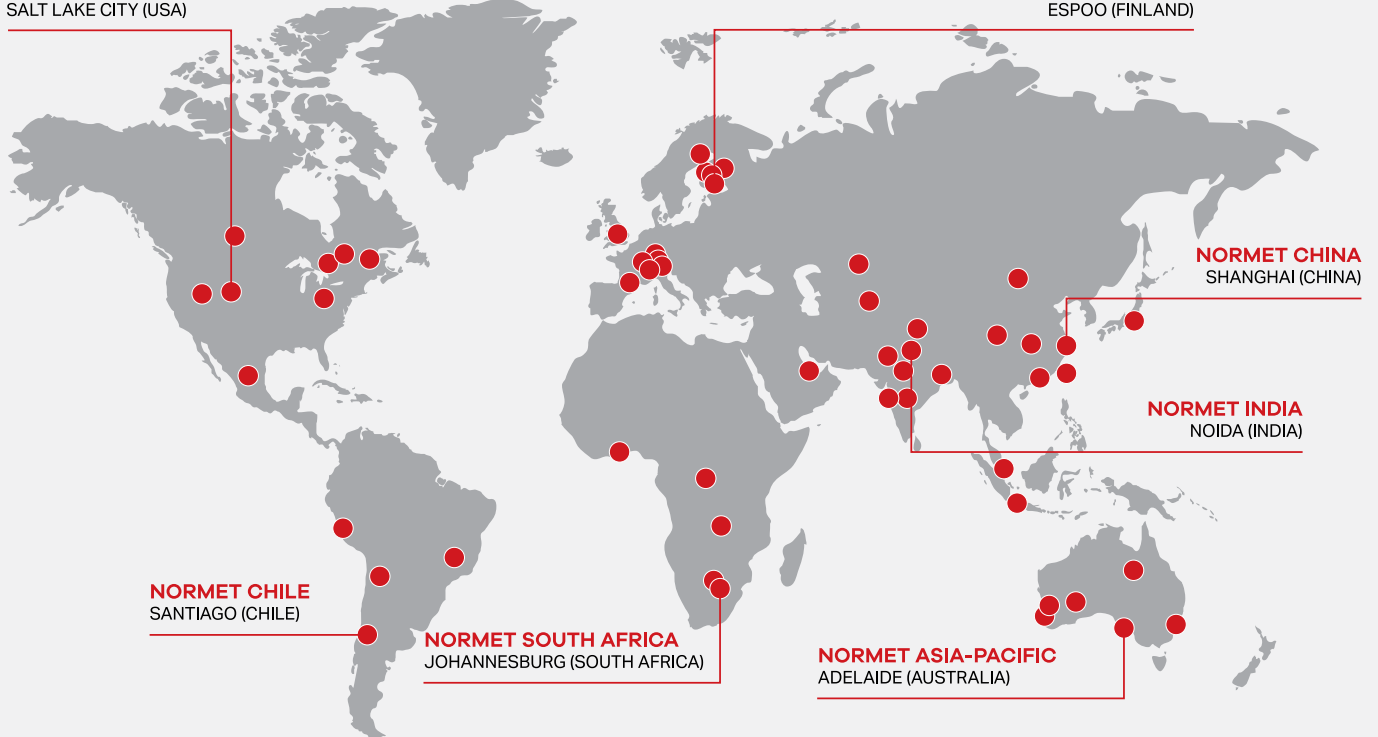 SALT LAKE CITY (USA)
ESPOO (FINLAND)
NORMET CHINA
SHANGHAI (CHINA)
NORMET INDIA
NOIDA (INDIA)
NORMET CHILE
SANTIAGO (CHILE)
NORMET SOUTH AFRICA
JOHANNESBURG (SOUTH AFRICA)
NORMET ASIA-PACIFIC
ADELAIDE (AUSTRALIA)